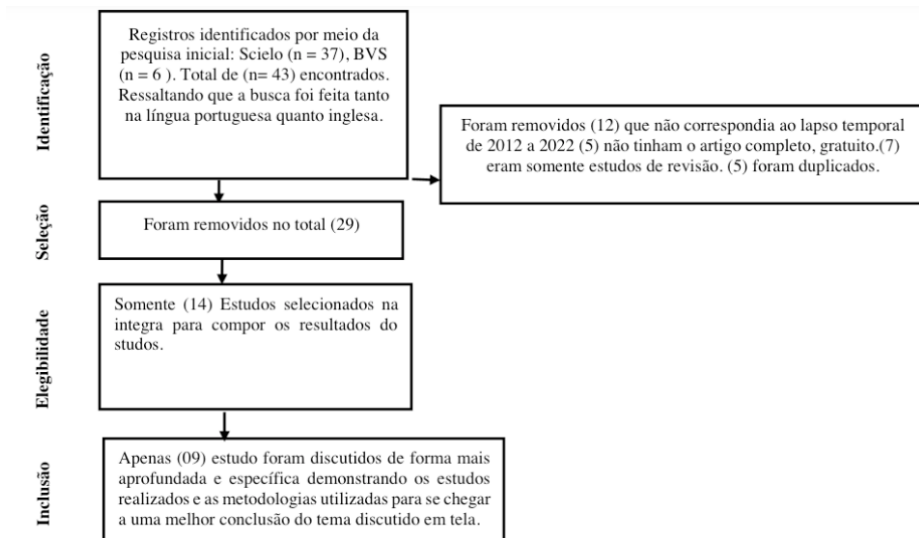 Identificação
Registros identificados por meio da
pesquisa inicial: Scielo (n = 37), BVS
(n = 6 ). Total de (n= 43) encontrados.
Ressaltando que a busca foi feita tanto
na língua portuguesa quanto inglesa.
Foram removidos (12) que não correspondia ao lapso temporal
de 2012 a 2022 (5) não tinham o artigo completo, gratuito.(7)
eram somente estudos de revisão. (5) foram duplicados.
Seleção
Foram removidos no total (29)
Elegibilidade
Somente (14) Estudos selecionados na
integra para compor os resultados do
studos.
Inclusão
Apenas (09) estudo foram discutidos de forma mais
aprofundada e específica demonstrando os estudos
realizados e as metodologias utilizadas para se chegar
a uma melhor conclusão do tema discutido em tela.